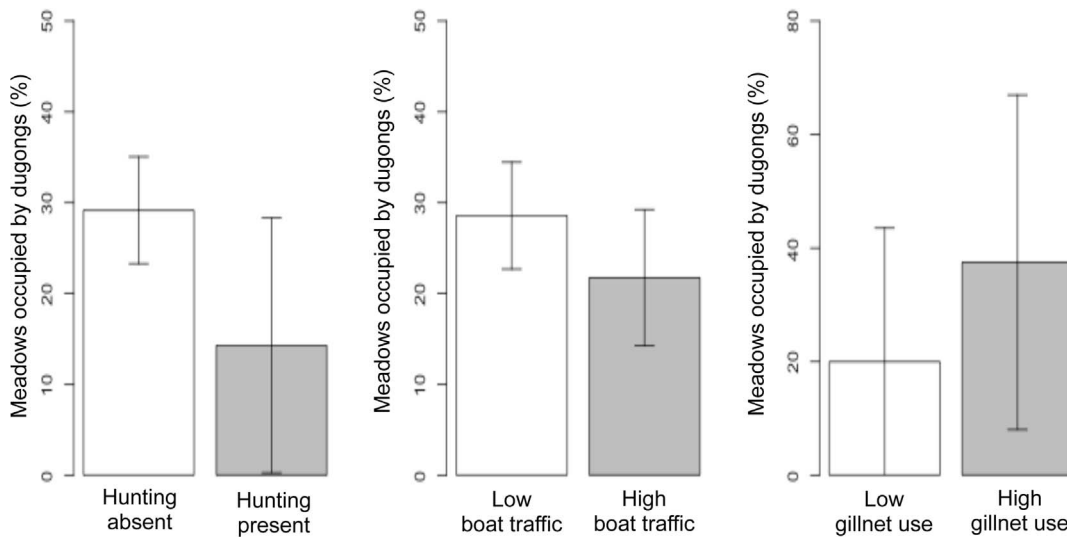 Meadows occupied by dugongs (%)
50
40
30
20
10
0
Hunting
absent
Hunting
present
Meadows occupied by dugongs (%)
50
40
30
20
10
0
Low
boat traffic
High
boat traffic
Meadows occupied by dugongs (%)
80
60
40
20
0
Low
gillnet use
High
gillnet use